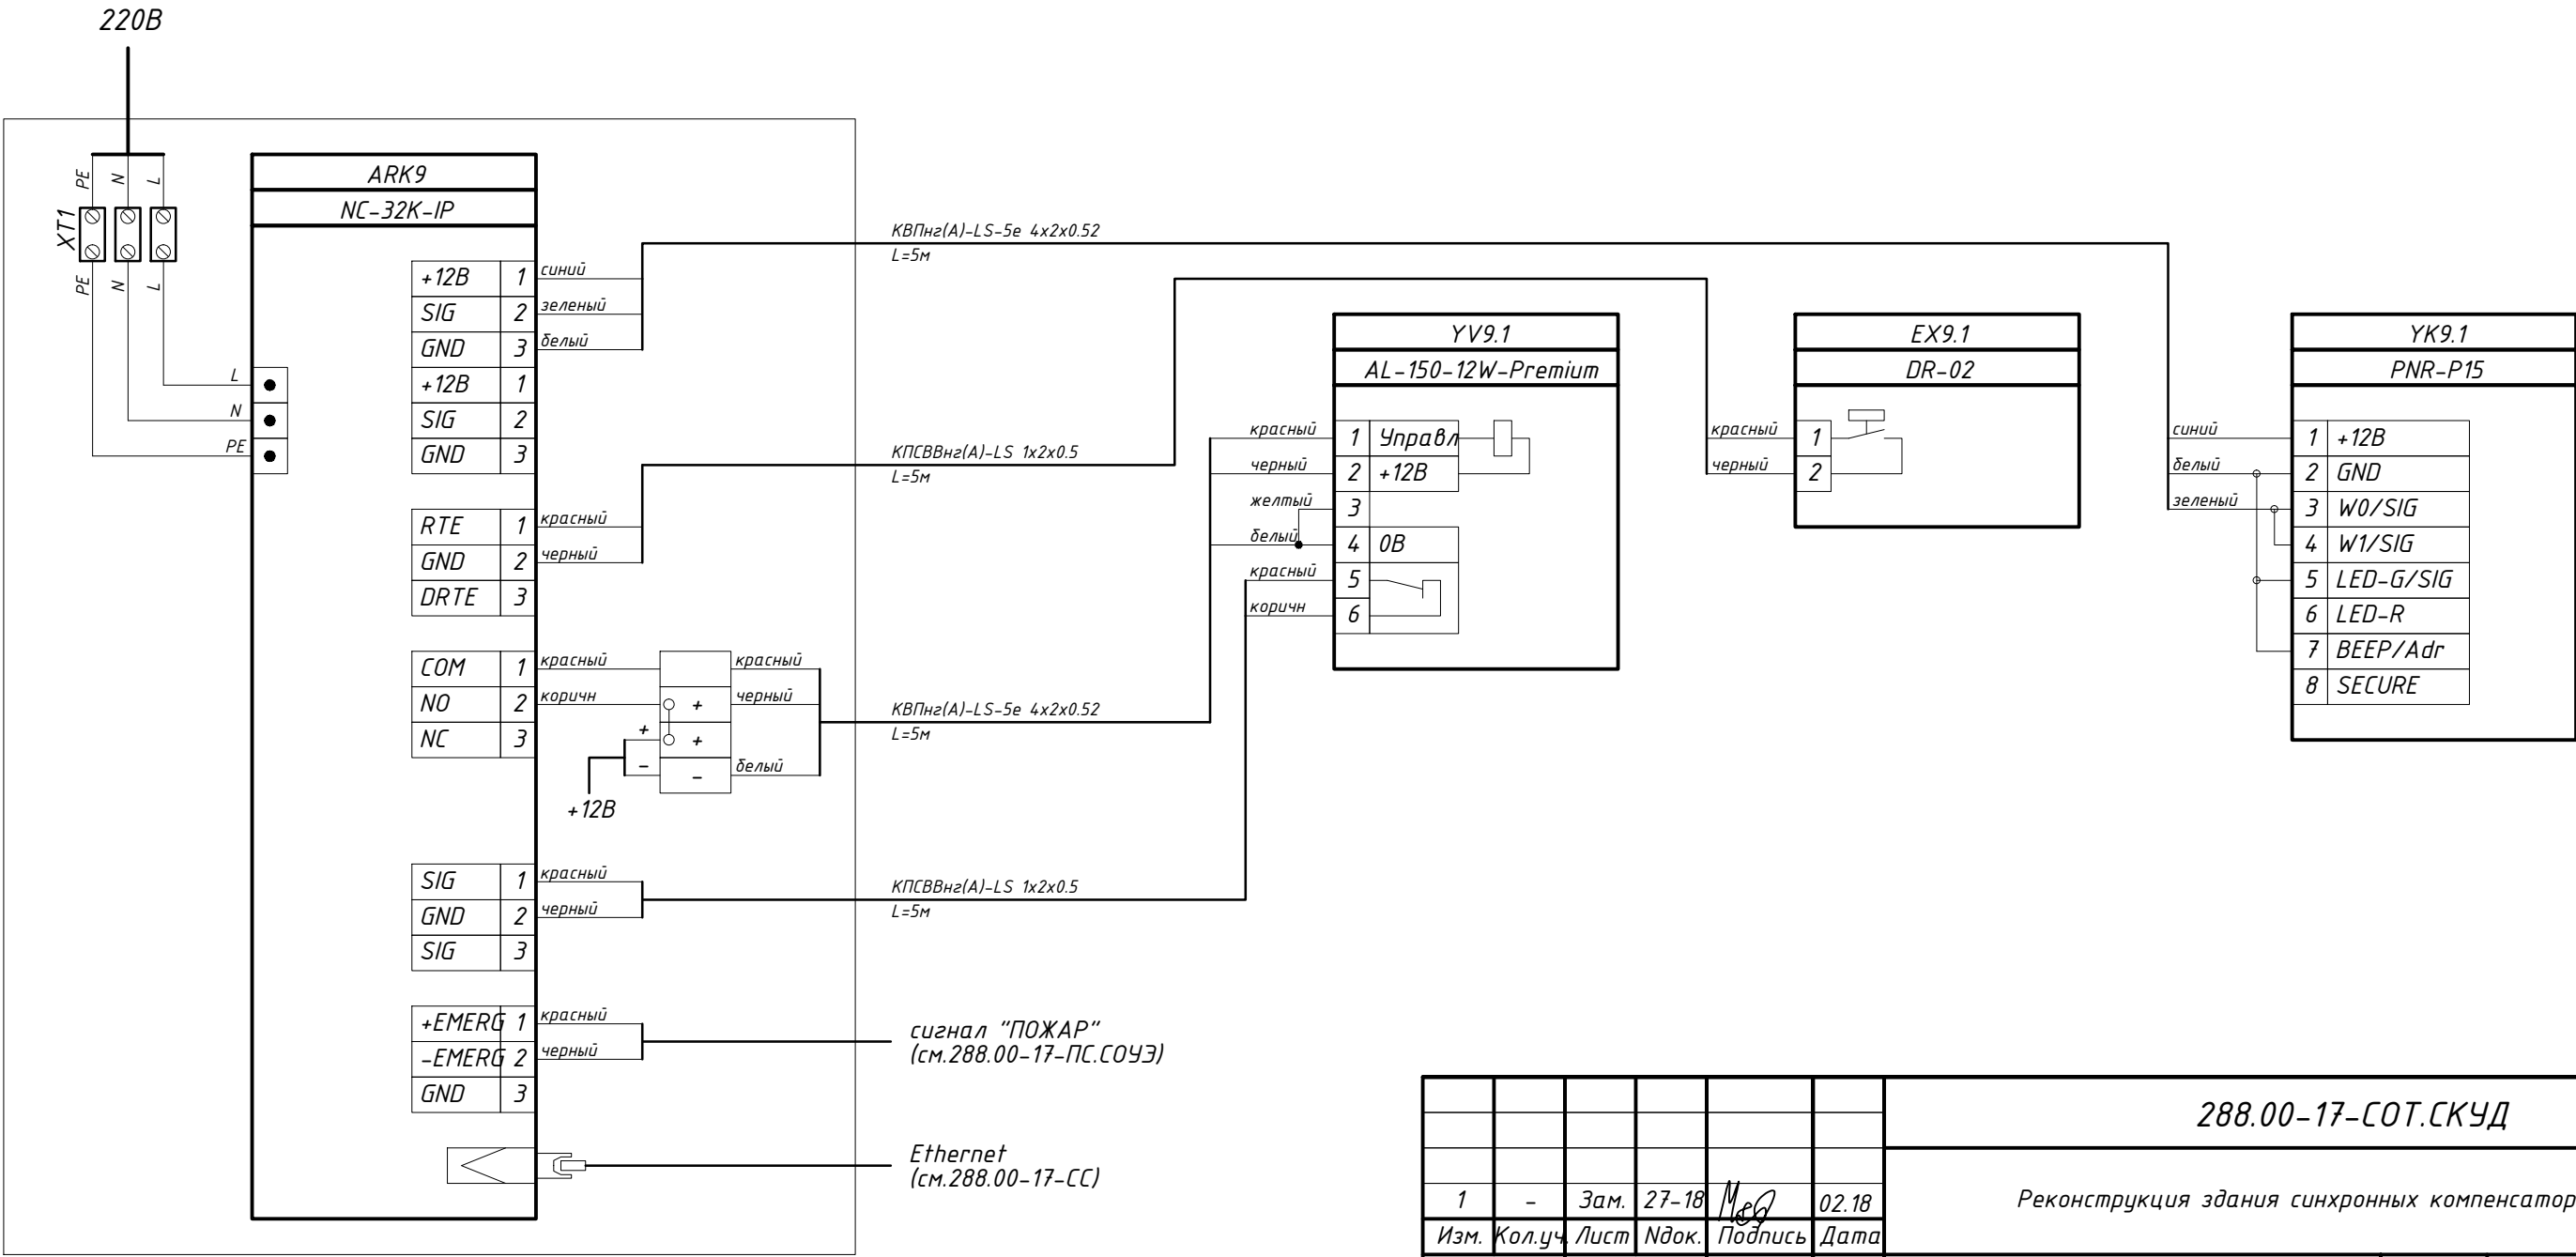 220В
PE N L
XT1
PE N L
L
N
PE
ARK9
NC-32K-IP
+12В 1 синий
SIG 2 зеленый
GND 3 белый
+12В 1
SIG 2
GND 3
RTE 1 красный
GND 2 черный
DRTE 3
COM 1 красный
NO 2 коричн
NC 3
красный
+ черный
+ +
- - белый
+12В
SIG 1 красный
GND 2 черный
SIG 3
+EMERG 1 красный
-EMERG 2 черный
GND 3
КВПнг(А)-LS-5е 4х2х0.52
L=5м
КПСВВнг(А)-LS 1х2х0.5
L=5м
КВПнг(А)-LS-5е 4х2х0.52
L=5м
КПСВВнг(А)-LS 1х2х0.5
L=5м
сигнал "ПОЖАР"
(см.288.00-17-ПС.СОУЭ)
Ethernet
(см.288.00-17-СС)
YV9.1
AL-150-12W-Premium
красный 1 Управл
черный 2 +12В
желтый 3
белый 4 0В
красный 5
коричн 6
EX9.1
DR-02
красный 1
черный 2
YK9.1
PNR-P15
синий 1 +12В
белый 2 GND
зеленый 3 W0/SIG
4 W1/SIG
5 LED-G/SIG
6 LED-R
7 BEEP/Adr
8 SECURE
288.00-17-СОТ.СКУД
1 - Зам. 27-18 02.18
Изм. Кол.уч. Лист Nдок. Подпись Дата
Реконструкция здания синхронных компенсатор